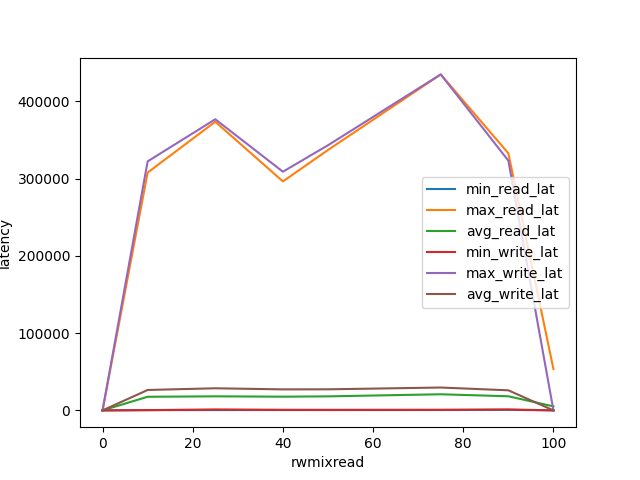 400000
300000
200000
100000
0
latency
min_read_lat
max_read_lat
avg_read_lat
min_write_lat
max_write_lat
avg_write_lat
0 20 40 60 80 100
rwmixread